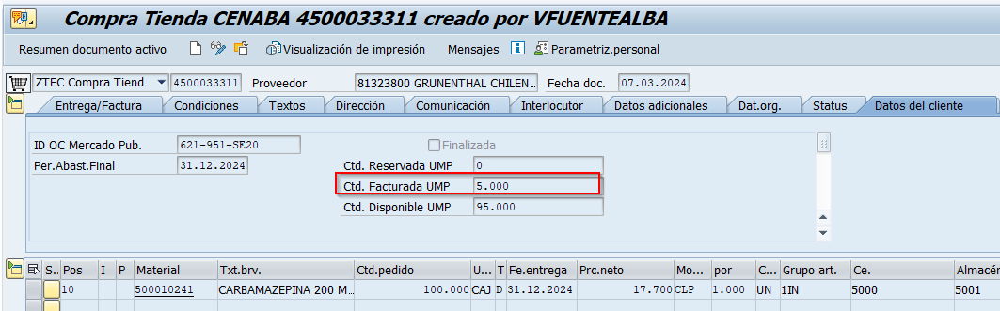 Compra Tienda CENABA 4500033311 creado por VFUENTEALBA
Resumen documento activo Visualización de impresión Mensajes Parametriz.personal
ZTEC Compra Tiend… 4500033311 Proveedor 81323800 GRUNENTHAL CHILEN… Fecha doc. 07.03.2024
Entrega/Factura Condiciones Textos Dirección Comunicación Interlocutor Datos adicionales Dat.org. Status Datos del cliente
ID OC Mercado Pub. 621-951-SE20 Finalizada
Per.Abast.Final 31.12.2024 Ctd. Reservada UMP 0
Ctd. Facturada UMP 5.000
Ctd. Disponible UMP 95.000
S.. Pos I P Material Txt.brv. Ctd.pedido U… T Fe.entrega Prc.neto Mo… por C… Grupo art. Ce. Almacén
10 500010241 CARBAMAZEPINA 200 M… 100.000 CAJ D 31.12.2024 17.700 CLP 1.000 UN 1IN 5000 5001